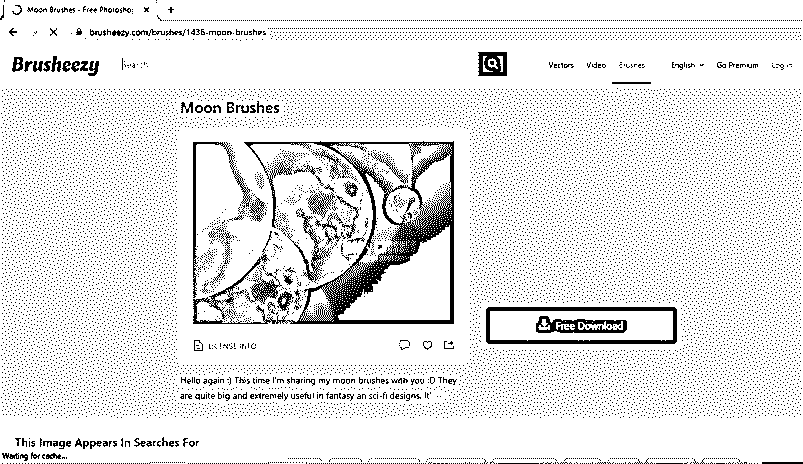 Moon Brushes - Free Photoshop
brusheezy.com/brushes/1436-moon-brushes
Brusheezy
Search
Vectors Video Brushes English Go Premium Log in
Moon Brushes
LICENSE INFO
Free Download
Hello again :) This time I'm sharing my moon brushes with you :D They
are quite big and extremely useful in fantasy an sci-fi designs. It'
This Image Appears In Searches For
Waiting for cache...